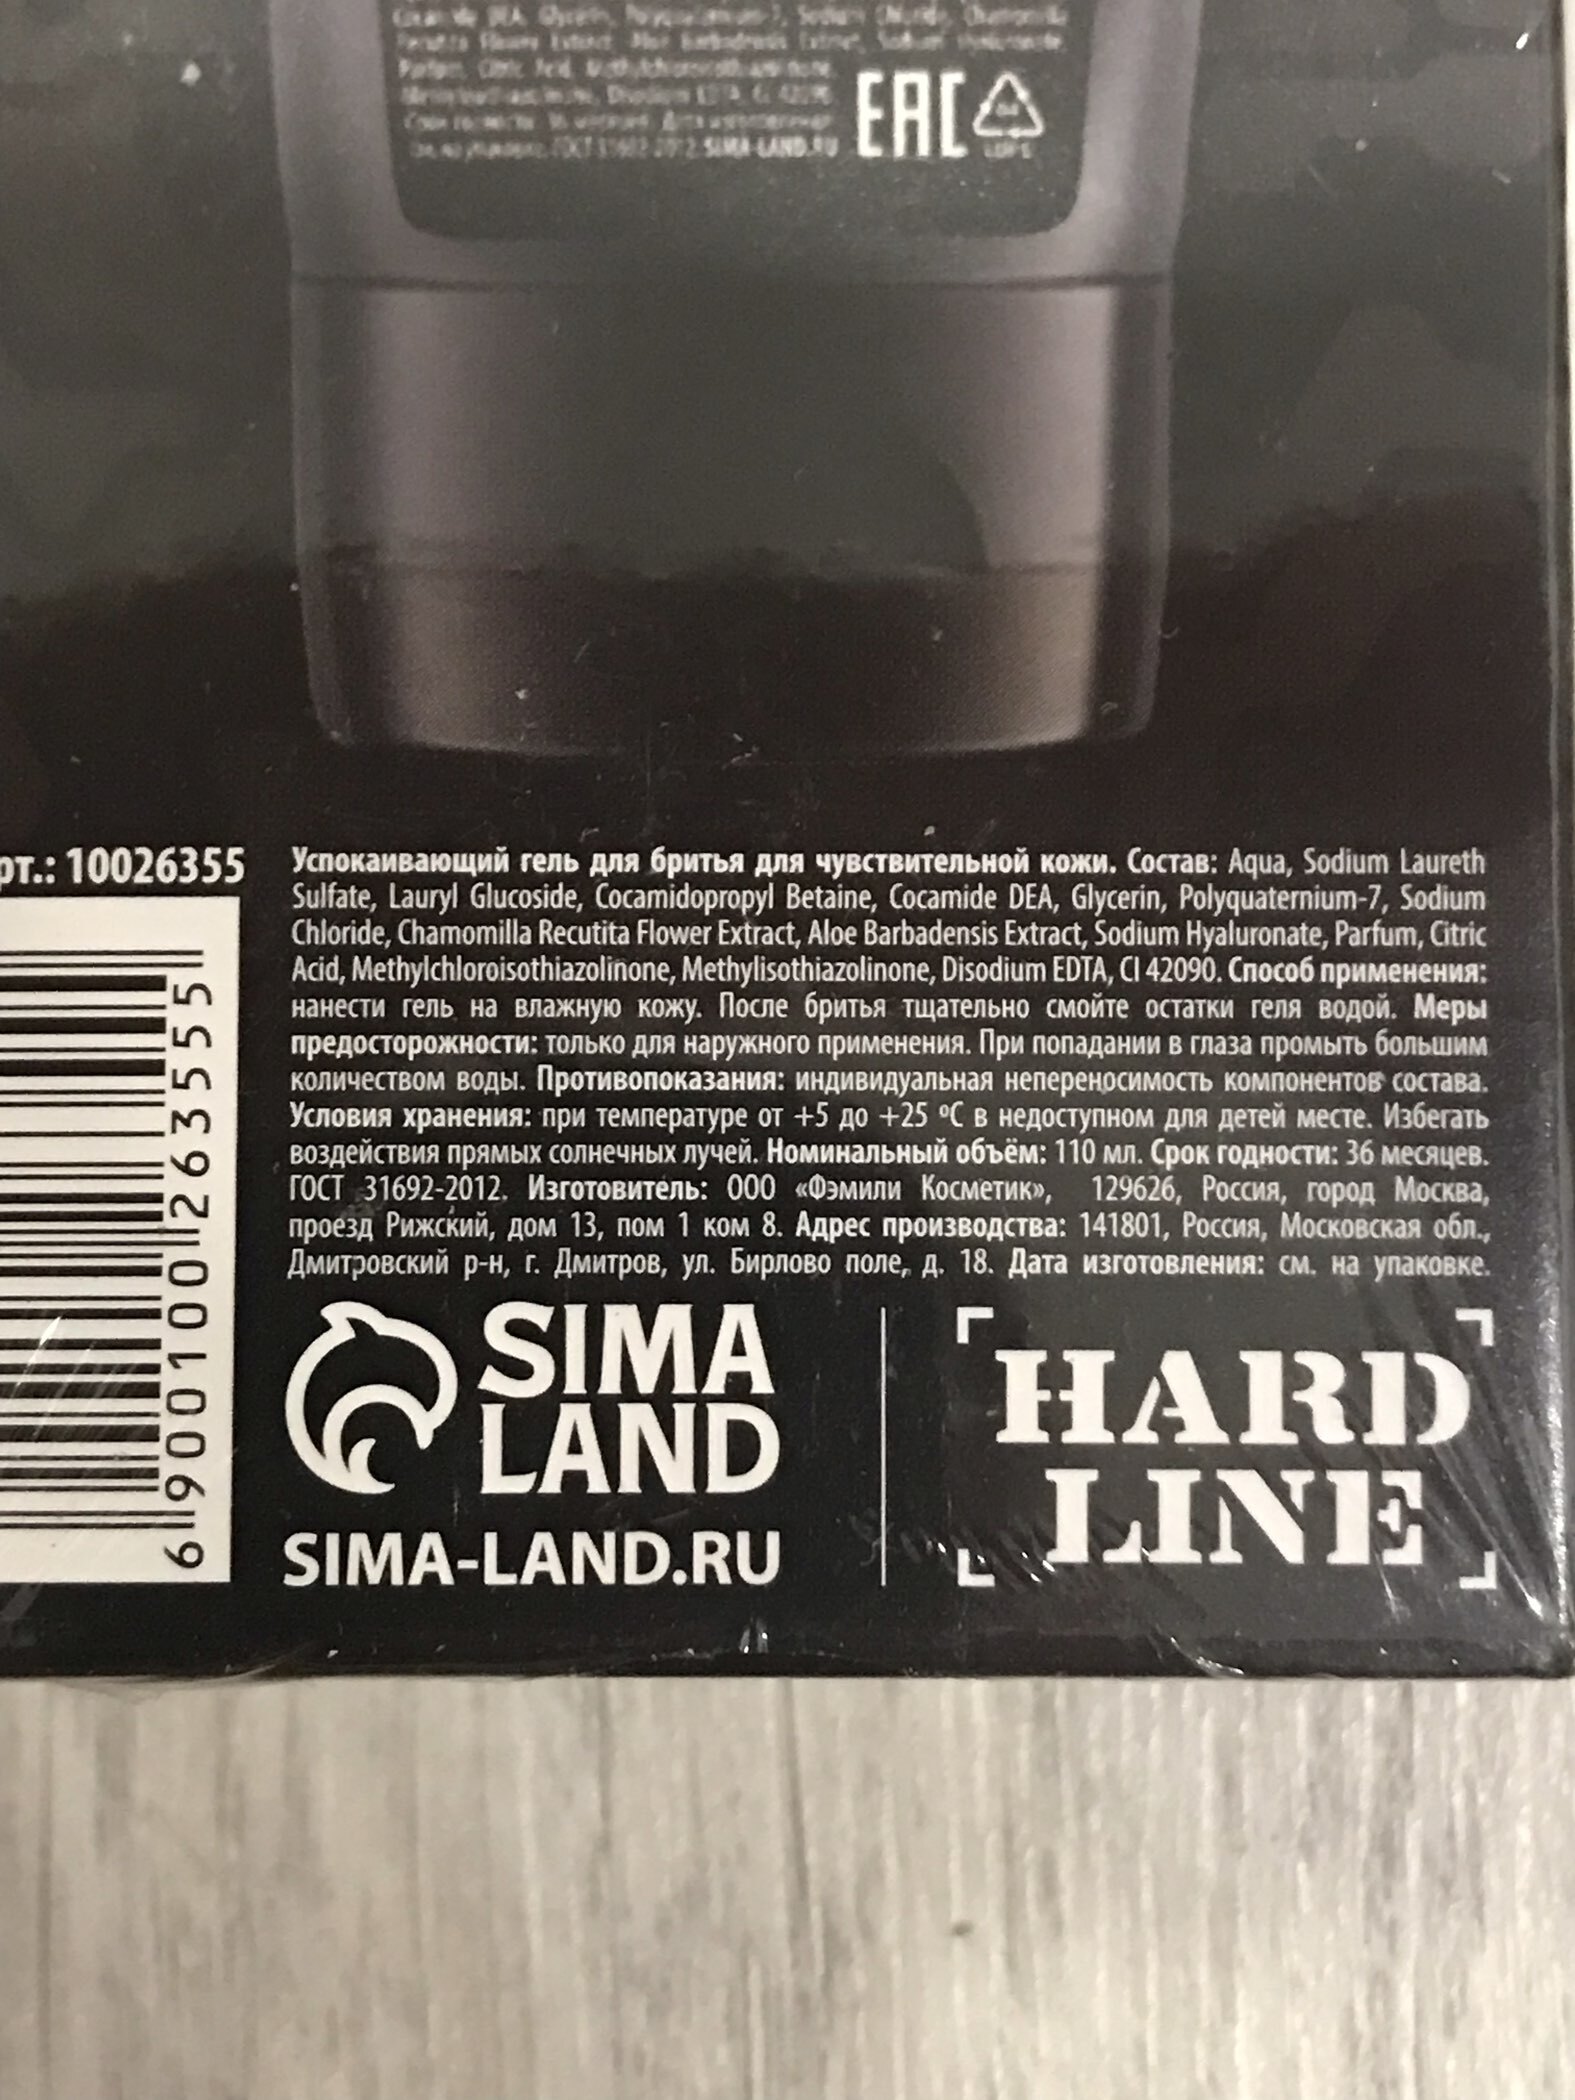 EAC
SIMA-LAND.RU
рт.: 10026355
6 900100 263555
Успокаивающий гель для бритья для чувствительной кожи. Состав: Aqua, Sodium Laureth
Sulfate, Lauryl Glucoside, Cocamidopropyl Betaine, Cocamide DEA, Glycerin, Polyquaternium-7, Sodium
Chloride, Chamomilla Recutita Flower Extract, Aloe Barbadensis Extract, Sodium Hyaluronate, Parfum, Citric
Acid, Methylchloroisothiazolinone, Methylisothiazolinone, Disodium EDTA, CI 42090. Способ применения:
нанести гель на влажную кожу. После бритья тщательно смойте остатки геля водой. Меры
предосторожности: только для наружного применения. При попадании в глаза промыть большим
количеством воды. Противопоказания: индивидуальная непереносимость компонентов состава.
Условия хранения: при температуре от +5 до +25 ºC в недоступном для детей месте. Избегать
воздействия прямых солнечных лучей. Номинальный объём: 110 мл. Срок годности: 36 месяцев.
ГОСТ 31692-2012. Изготовитель: ООО «Фэмили Косметик», 129626, Россия, город Москва,
проезд Рижский, дом 13, пом 1 ком 8. Адрес производства: 141801, Россия, Московская обл.,
Дмитровский р-н, г. Дмитров, ул. Бирлово поле, д. 18. Дата изготовления: см. на упаковке.
SIMA
LAND
SIMA-LAND.RU
HARD
LINE